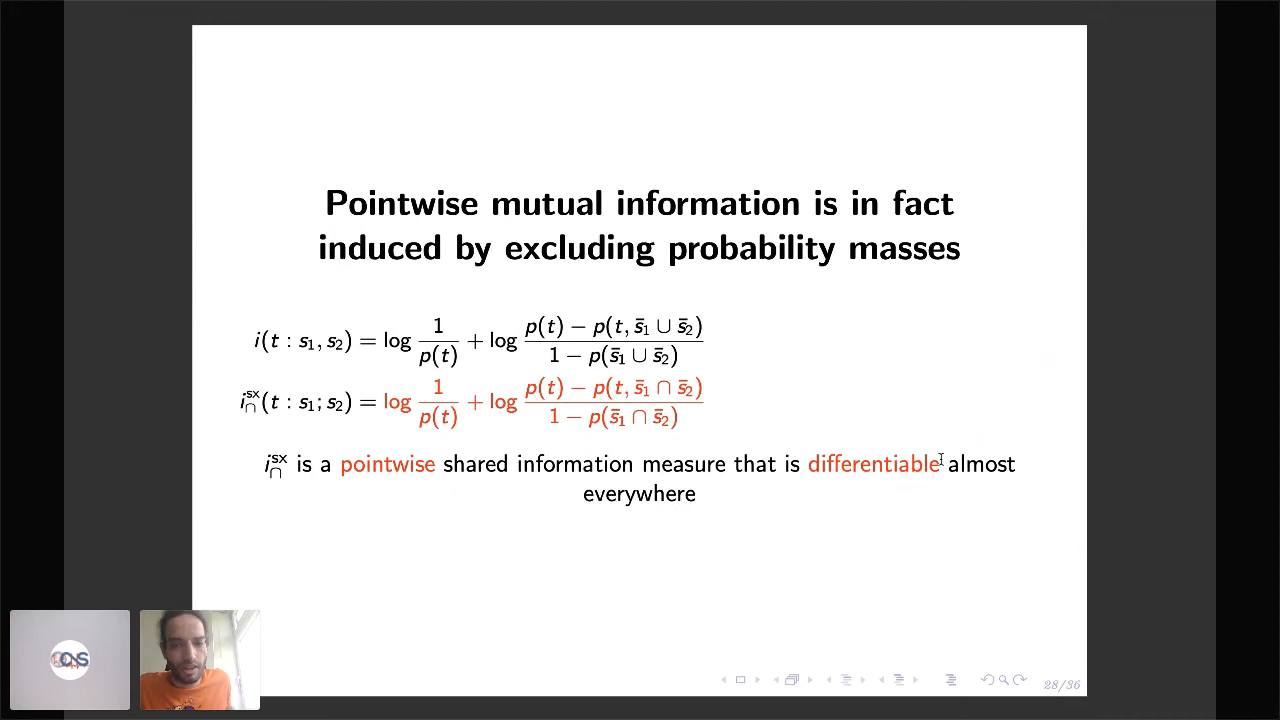 Pointwise mutual information is in fact
induced by excluding probability masses
i(t : s₁, s₂) = log 1/p(t) + log (p(t) − p(t, s̄₁ ∪ s̄₂))/(1 − p(s̄₁ ∪ s̄₂))
i∩ˢˣ(t : s₁; s₂) = log 1/p(t) + log (p(t) − p(t, s̄₁ ∩ s̄₂))/(1 − p(s̄₁ ∩ s̄₂))
i∩ˢˣ is a pointwise shared information measure that is differentiable almost
everywhere
28/36